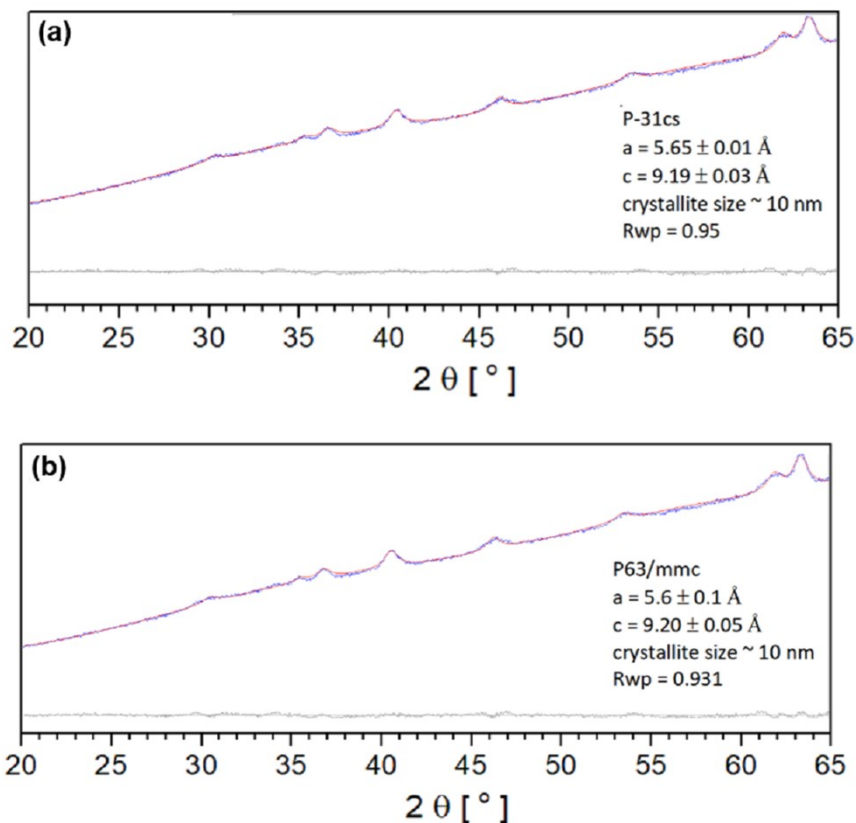 (a)
P-31cs
a = 5.65 ± 0.01 Å
c = 9.19 ± 0.03 Å
crystallite size ~ 10 nm
Rwp = 0.95
20 25 30 35 40 45 50 55 60 65
2 θ [ ° ]
(b)
P63/mmc
a = 5.6 ± 0.1 Å
c = 9.20 ± 0.05 Å
crystallite size ~ 10 nm
Rwp = 0.931
20 25 30 35 40 45 50 55 60 65
2 θ [ ° ]